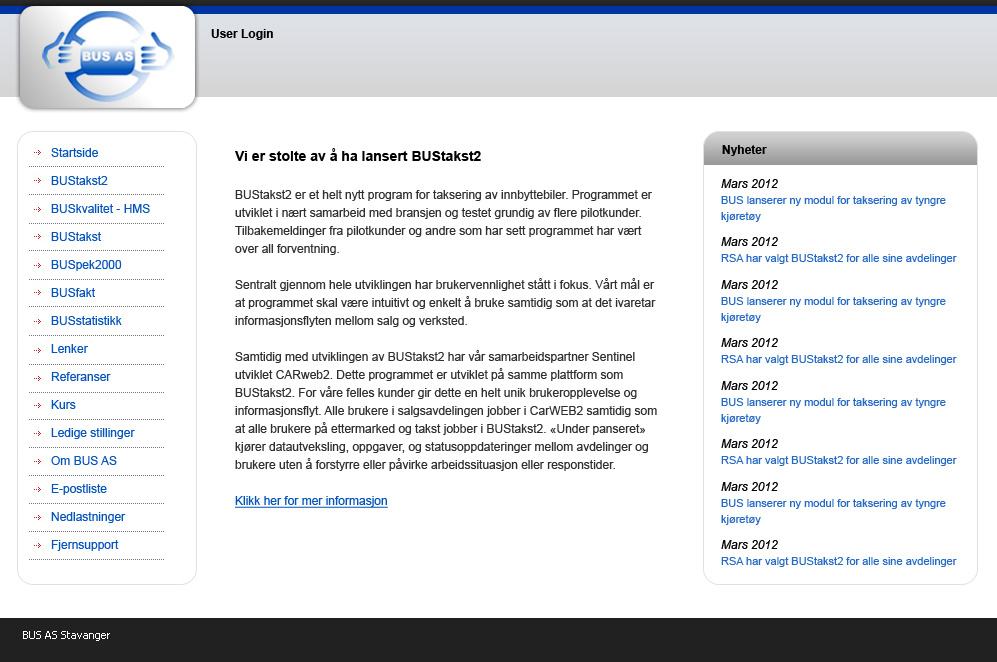 BUS AS
User Login
Startside
BUStakst2
BUSkvalitet - HMS
BUStakst
BUSpek2000
BUSfakt
BUSstatistikk
Lenker
Referanser
Kurs
Ledige stillinger
Om BUS AS
E-postliste
Nedlastninger
Fjernsupport
Vi er stolte av å ha lansert BUStakst2
BUStakst2 er et helt nytt program for taksering av innbyttebiler. Programmet er
utviklet i nært samarbeid med bransjen og testet grundig av flere pilotkunder.
Tilbakemeldinger fra pilotkunder og andre som har sett programmet har vært
over all forventning.
Sentralt gjennom hele utviklingen har brukervennlighet stått i fokus. Vårt mål er
at programmet skal være intuitivt og enkelt å bruke samtidig som at det ivaretar
informasjonsflyten mellom salg og verksted.
Samtidig med utviklingen av BUStakst2 har vår samarbeidspartner Sentinel
utviklet CARweb2. Dette programmet er utviklet på samme plattform som
BUStakst2. For våre felles kunder gir dette en helt unik brukeropplevelse og
informasjonsflyt. Alle brukere i salgsavdelingen jobber i CarWEB2 samtidig som
at alle brukere på ettermarked og takst jobber i BUStakst2. «Under panseret»
kjører datautveksling, oppgaver, og statusoppdateringer mellom avdelinger og
brukere uten å forstyrre eller påvirke arbeidssituasjon eller responstider.
Klikk her for mer informasjon
Nyheter
Mars 2012
BUS lanserer ny modul for taksering av tyngre
kjøretøy
Mars 2012
RSA har valgt BUStakst2 for alle sine avdelinger
Mars 2012
BUS lanserer ny modul for taksering av tyngre
kjøretøy
Mars 2012
RSA har valgt BUStakst2 for alle sine avdelinger
Mars 2012
BUS lanserer ny modul for taksering av tyngre
kjøretøy
Mars 2012
RSA har valgt BUStakst2 for alle sine avdelinger
Mars 2012
BUS lanserer ny modul for taksering av tyngre
kjøretøy
Mars 2012
RSA har valgt BUStakst2 for alle sine avdelinger
BUS AS Stavanger